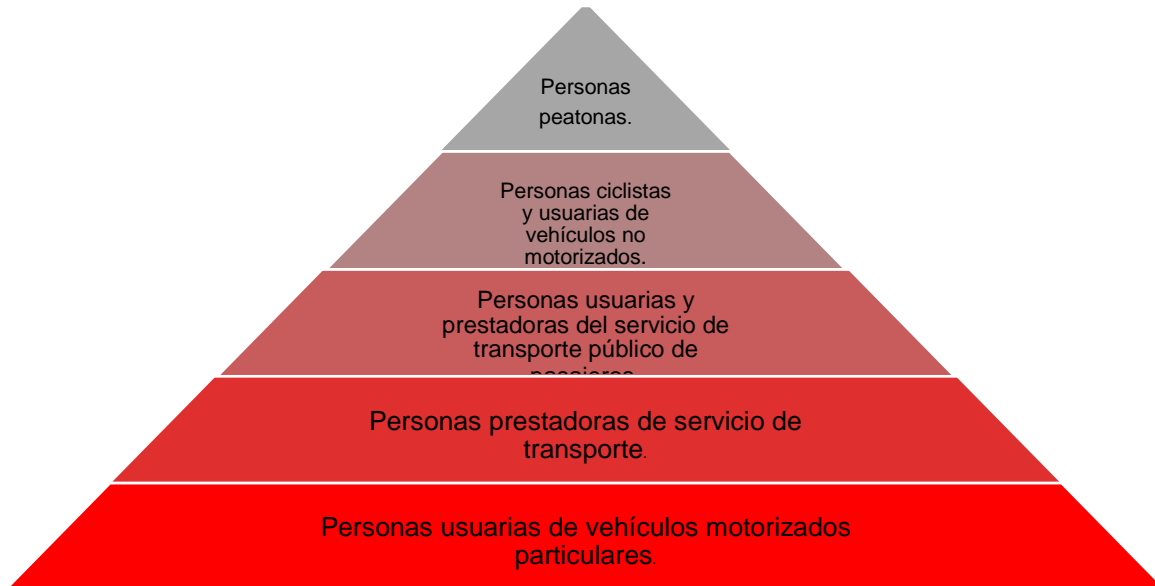 Personas
peatonas.
Personas ciclistas
y usuarias de
vehículos no
motorizados.
Personas usuarias y
prestadoras del servicio de
transporte público de
pasajeros
Personas prestadoras de servicio de
transporte.
Personas usuarias de vehículos motorizados
particulares.